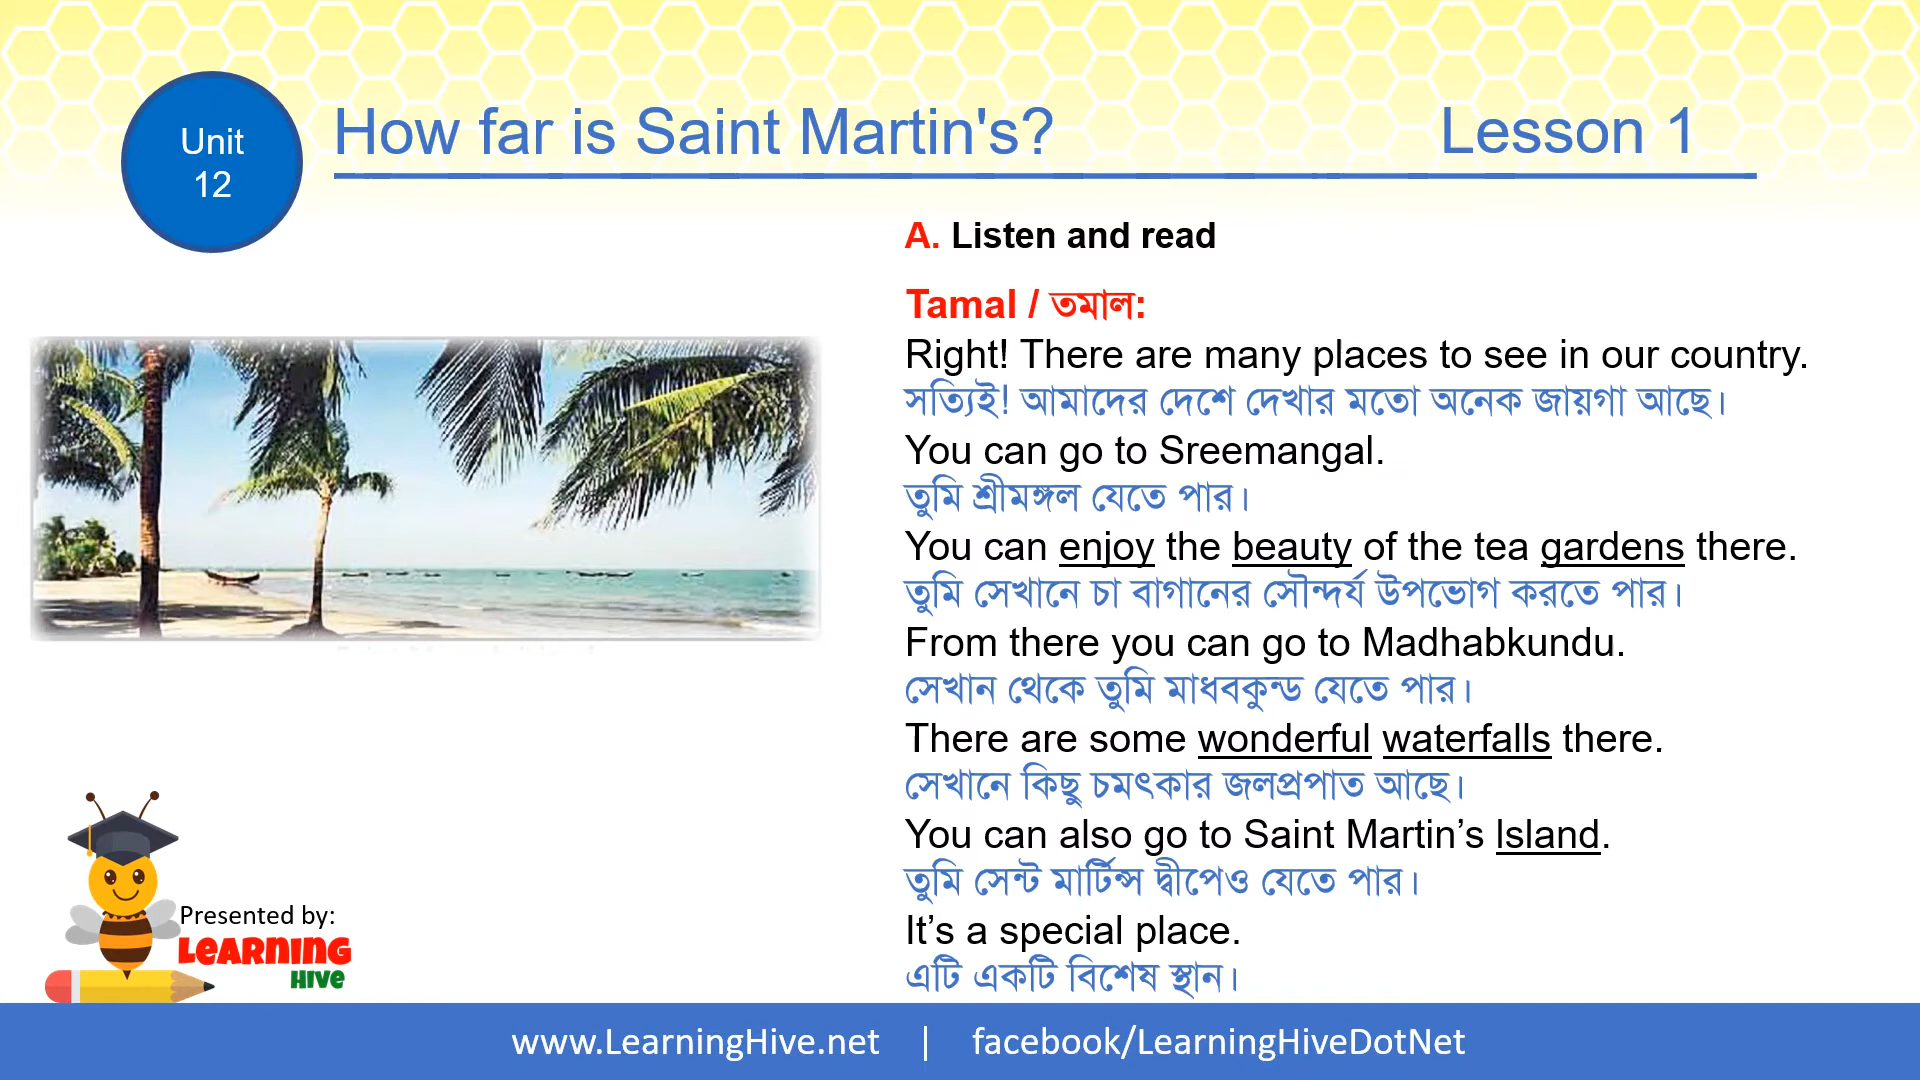 Unit
12
How far is Saint Martin's?
Lesson 1
A. Listen and read
Tamal / তমাল:
Right! There are many places to see in our country.
সত্যিই! আমাদের দেশে দেখার মতো অনেক জায়গা আছে।
You can go to Sreemangal.
তুমি শ্রীমঙ্গল যেতে পার।
You can enjoy the beauty of the tea gardens there.
তুমি সেখানে চা বাগানের সৌন্দর্য উপভোগ করতে পার।
From there you can go to Madhabkundu.
সেখান থেকে তুমি মাধবকুন্ড যেতে পার।
There are some wonderful waterfalls there.
সেখানে কিছু চমৎকার জলপ্রপাত আছে।
You can also go to Saint Martin’s Island.
তুমি সেন্ট মার্টিন্স দ্বীপেও যেতে পার।
It’s a special place.
এটি একটি বিশেষ স্থান।
Presented by:
LEARNING
HIVE
www.LearningHive.net | facebook/LearningHiveDotNet